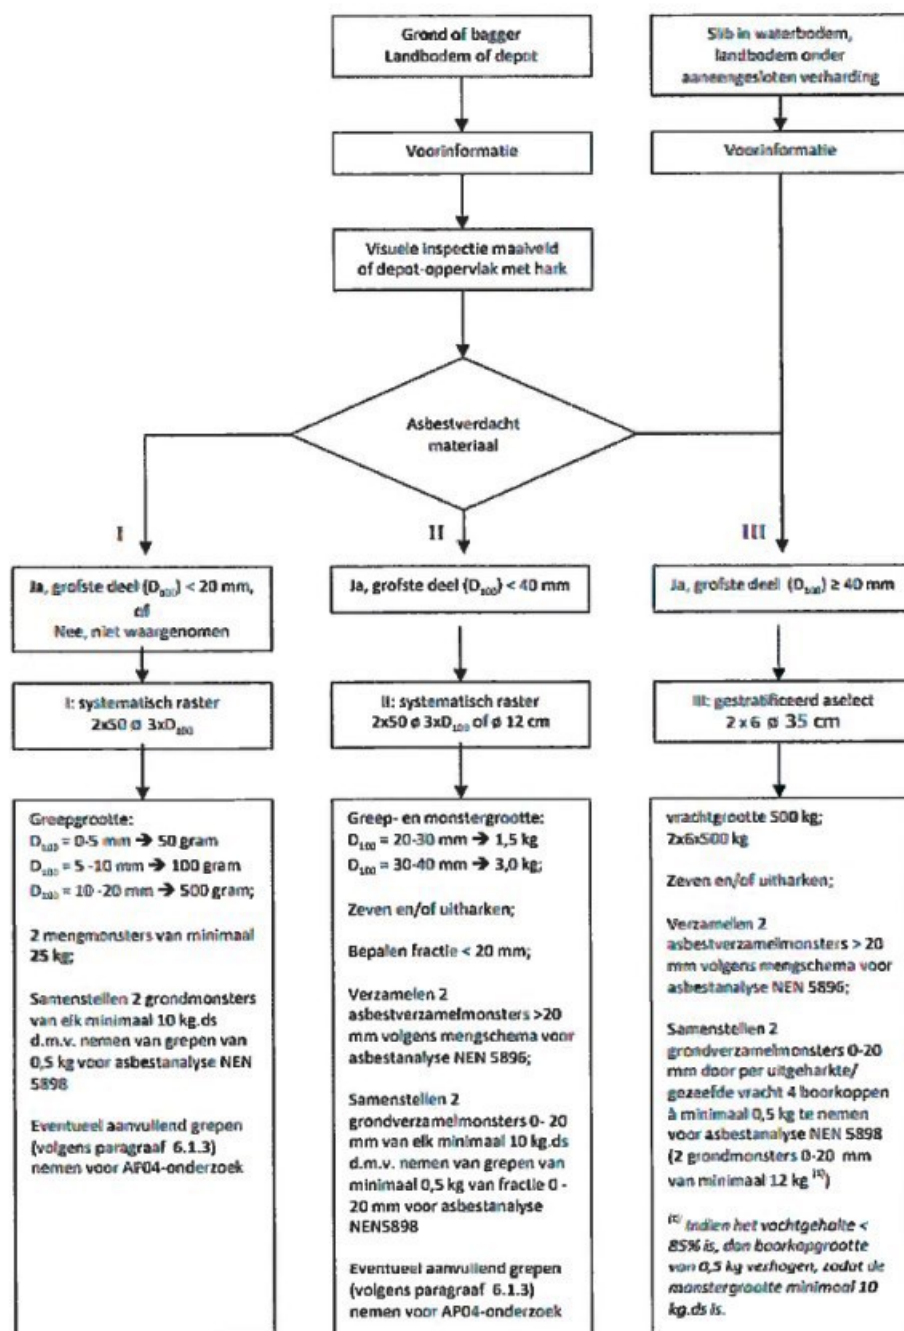 Grond of bagger
Landbodem of depot
Slib in waterbodem,
landbodem onder
aaneengesloten verharding
Voorinformatie
Voorinformatie
Visuele inspectie maaiveld
of depot-oppervlak met hark
Asbestverdacht
materiaal
I
II
III
Ja, grofste deel (D₁₀₀) < 20 mm,
of
Nee, niet waargenomen
Ja, grofste deel (D₁₀₀) < 40 mm
Ja, grofste deel (D₁₀₀) ≥ 40 mm
I: systematisch raster
2x50 ø 3xD₁₀₀
II: systematisch raster
2x50 ø 3xD₁₀₀ of ø 12 cm
III: gestratificeerd aselect
2 x 6 ø 35 cm
Greepgrootte:
D₁₀₀ = 0-5 mm → 50 gram
D₁₀₀ = 5 -10 mm → 100 gram
D₁₀₀ = 10 -20 mm → 500 gram;
2 mengmonsters van minimaal
25 kg;
Samenstellen 2 grondmonsters
van elk minimaal 10 kg.ds
d.m.v. nemen van grepen van
0,5 kg voor asbestanalyse NEN
5898
Eventueel aanvullend grepen
(volgens paragraaf 6.1.3)
nemen voor AP04-onderzoek
Greep- en monstergrootte:
D₁₀₀ = 20-30 mm → 1,5 kg
D₁₀₀ = 30-40 mm → 3,0 kg;
Zeven en/of uitharken;
Bepalen fractie < 20 mm;
Verzamelen 2
asbestverzamelmonsters >20
mm volgens mengschema voor
asbestanalyse NEN 5896;
Samenstellen 2
grondverzamelmonsters 0- 20
mm van elk minimaal 10 kg.ds
d.m.v. nemen van grepen van
minimaal 0,5 kg van fractie 0 -
20 mm voor asbestanalyse
NEN5898
Eventueel aanvullend grepen
(volgens paragraaf 6.1.3)
nemen voor AP04-onderzoek
vrachtgrootte 500 kg;
2x6x500 kg
Zeven en/of uitharken;
Verzamelen 2
asbestverzamelmonsters > 20
mm volgens mengschema voor
asbestanalyse NEN 5896;
Samenstellen 2
grondverzamelmonsters 0-20
mm door per uitgeharkte/
gezeefde vracht 4 boorkoppen
à minimaal 0,5 kg te nemen
voor asbestanalyse NEN 5898
(2 grondmonsters 0-20 mm
van minimaal 12 kg ⁽¹⁾)
⁽¹⁾ Indien het vochtgehalte <
85% is, dan boorkopgrootte
van 0,5 kg verhogen, zodat de
monstergrootte minimaal 10
kg.ds is.